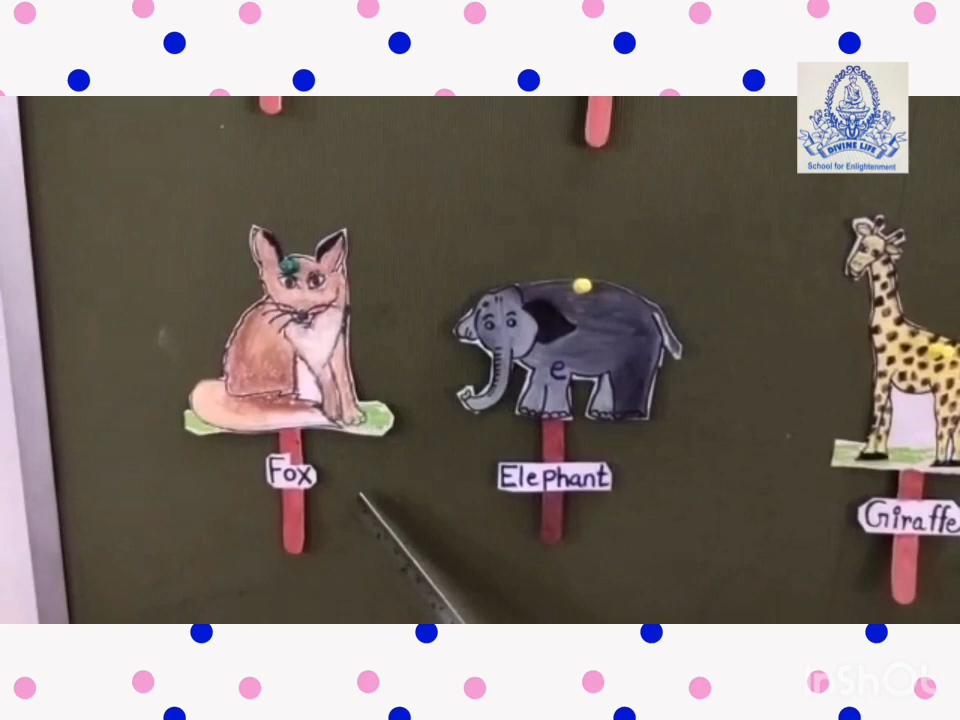 DIVINE LIFE
School for Enlightenment
Fox
e
Elephant
Giraffe
InShOt